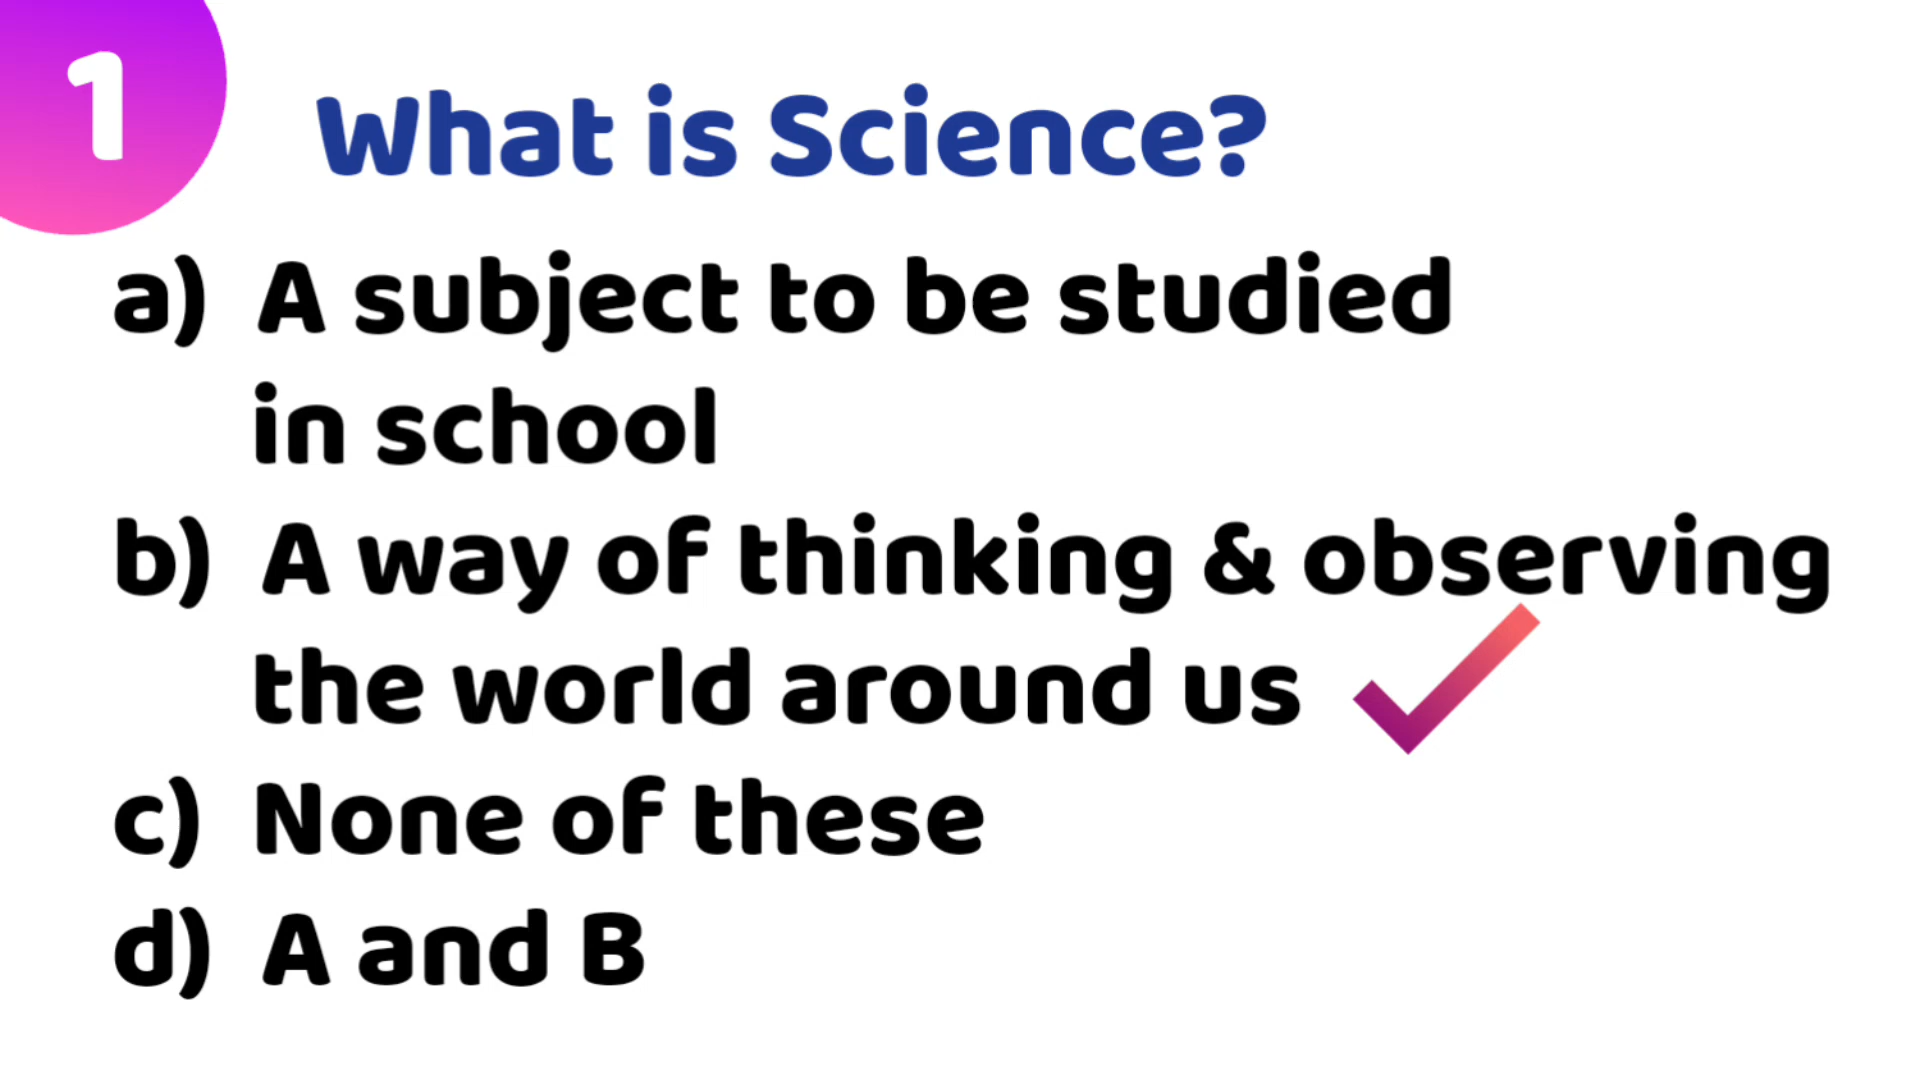 1
What is Science?
a) A subject to be studied
in school
b) A way of thinking & observing
the world around us
c) None of these
d) A and B